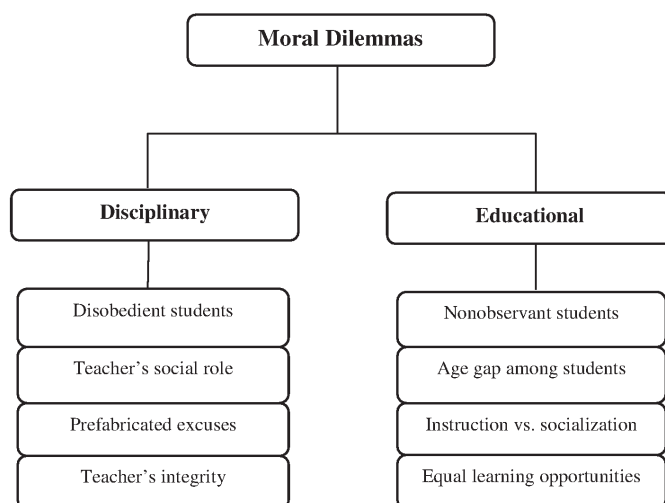 Moral Dilemmas
Disciplinary
Educational
Disobedient students
Teacher's social role
Prefabricated excuses
Teacher's integrity
Nonobservant students
Age gap among students
Instruction vs. socialization
Equal learning opportunities